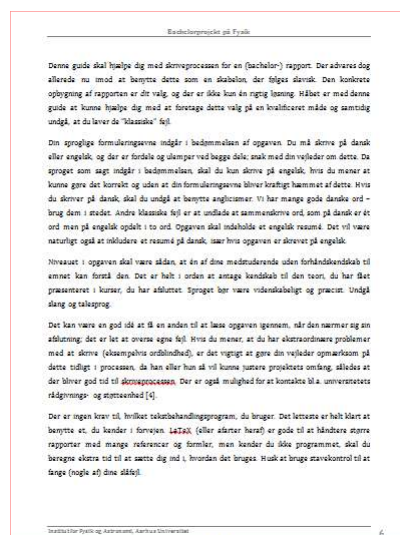 Bachelorprojekt på Fysik
Denne guide skal hjælpe dig med skriveprocessen for en (bachelor-) rapport. Der advares dog
allerede nu imod at benytte dette som en skabelon, der følges slavisk. Den konkrete
opbygning af rapporten er dit valg, og der er ikke kun én rigtig løsning. Håbet er med denne
guide at kunne hjælpe dig med at foretage dette valg på en kvalificeret måde og samtidig
undgå, at du laver de "klassiske" fejl.
Din sproglige formuleringsevne indgår i bedømmelsen af opgaven. Du må skrive på dansk
eller engelsk, og der er fordele og ulemper ved begge dele; snak med din vejleder om dette. Da
sproget som sagt indgår i bedømmelsen, skal du kun skrive på engelsk, hvis du mener at
kunne gøre det korrekt og uden at din formuleringsevne bliver kraftigt hæmmet af dette. Hvis
du skriver på dansk, skal du undgå at benytte anglicismer. Vi har mange gode danske ord –
brug dem i stedet. Andre klassiske fejl er at undlade at sammenskrive ord, som på dansk er ét
ord men på engelsk opdelt i to ord. Opgaven skal indeholde et engelsk resumé. Det vil være
naturligt også at inkludere et resumé på dansk, især hvis opgaven er skrevet på engelsk.
Niveauet i opgaven skal være sådan, at én af dine medstuderende uden forhåndskendskab til
emnet kan forstå den. Det er helt i orden at antage kendskab til den teori, du har fået
præsenteret i kurser, du har afsluttet. Sproget bør være videnskabeligt og præcist. Undgå
slang og talesprog.
Det kan være en god idé at få en anden til at læse opgaven igennem, når den nærmer sig sin
afslutning; det er let at overse egne fejl. Hvis du mener, at du har ekstraordinære problemer
med at skrive (eksempelvis ordblindhed), er det vigtigt at gøre din vejleder opmærksom på
dette tidligt i processen, da han eller hun så vil kunne justere projektets omfang, således at
der bliver god tid til skriveprocessen. Der er også mulighed for at kontakte bl.a. universitetets
rådgivnings- og støtteenhed [4].
Der er ingen krav til, hvilket tekstbehandlingsprogram, du bruger. Det letteste er helt klart at
benytte et, du kender i forvejen. LaTeX (eller afarter heraf) er gode til at håndtere større
rapporter med mange referencer og formler, men kender du ikke programmet, skal du
beregne ekstra tid til at sætte dig ind i, hvordan det bruges. Husk at bruge stavekontrol til at
fange (nogle af) dine slåfejl.
Institut for Fysik og Astronomi, Aarhus Universitet